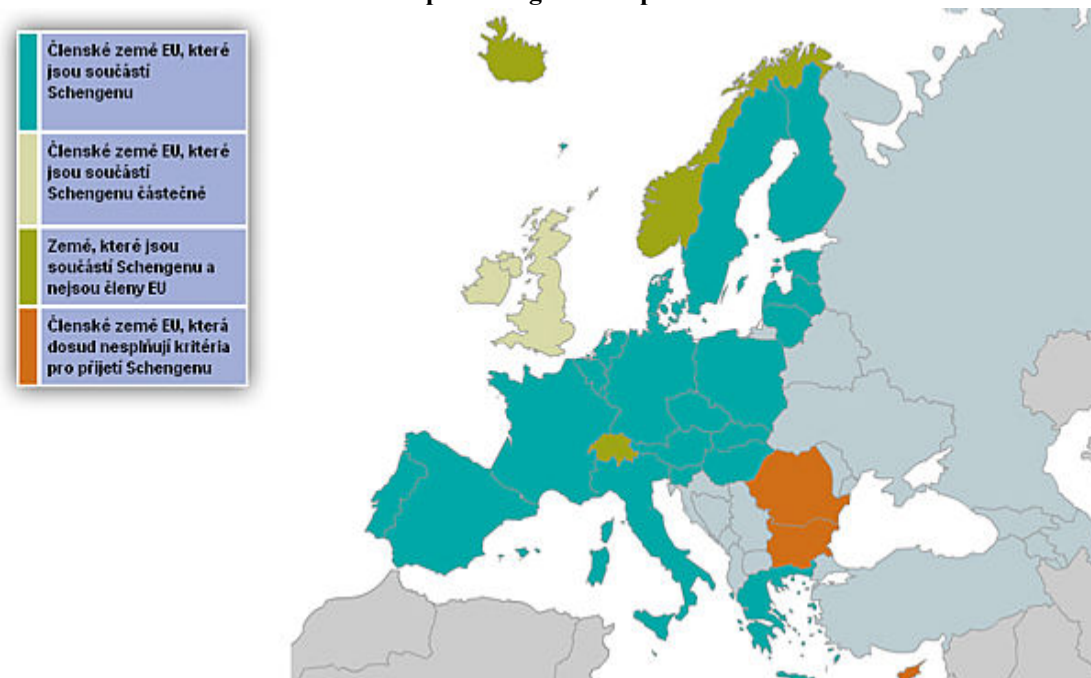 Členské země EU, které
jsou součástí
Schengenu
Členské země EU, které
jsou součástí
Schengenu částečně
Země, které jsou
součástí Schengenu a
nejsou členy EU
Členské země EU, která
dosud nesplňují kritéria
pro přijetí Schengenu